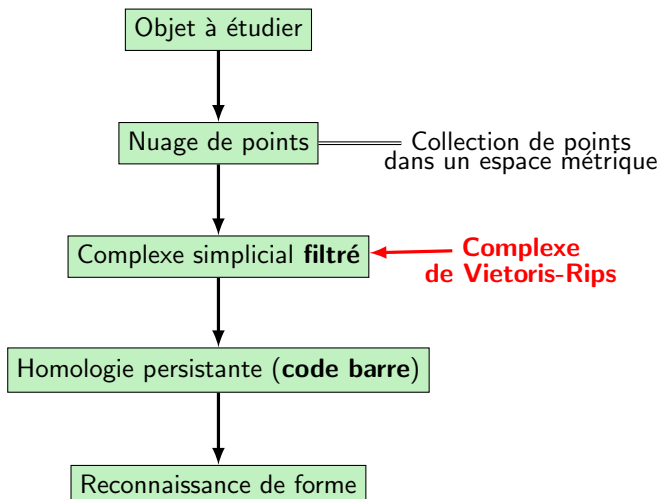 Objet à étudier
Nuage de points
Collection de points
dans un espace métrique
Complexe simplicial filtré
Complexe
de Vietoris-Rips
Homologie persistante (code barre)
Reconnaissance de forme